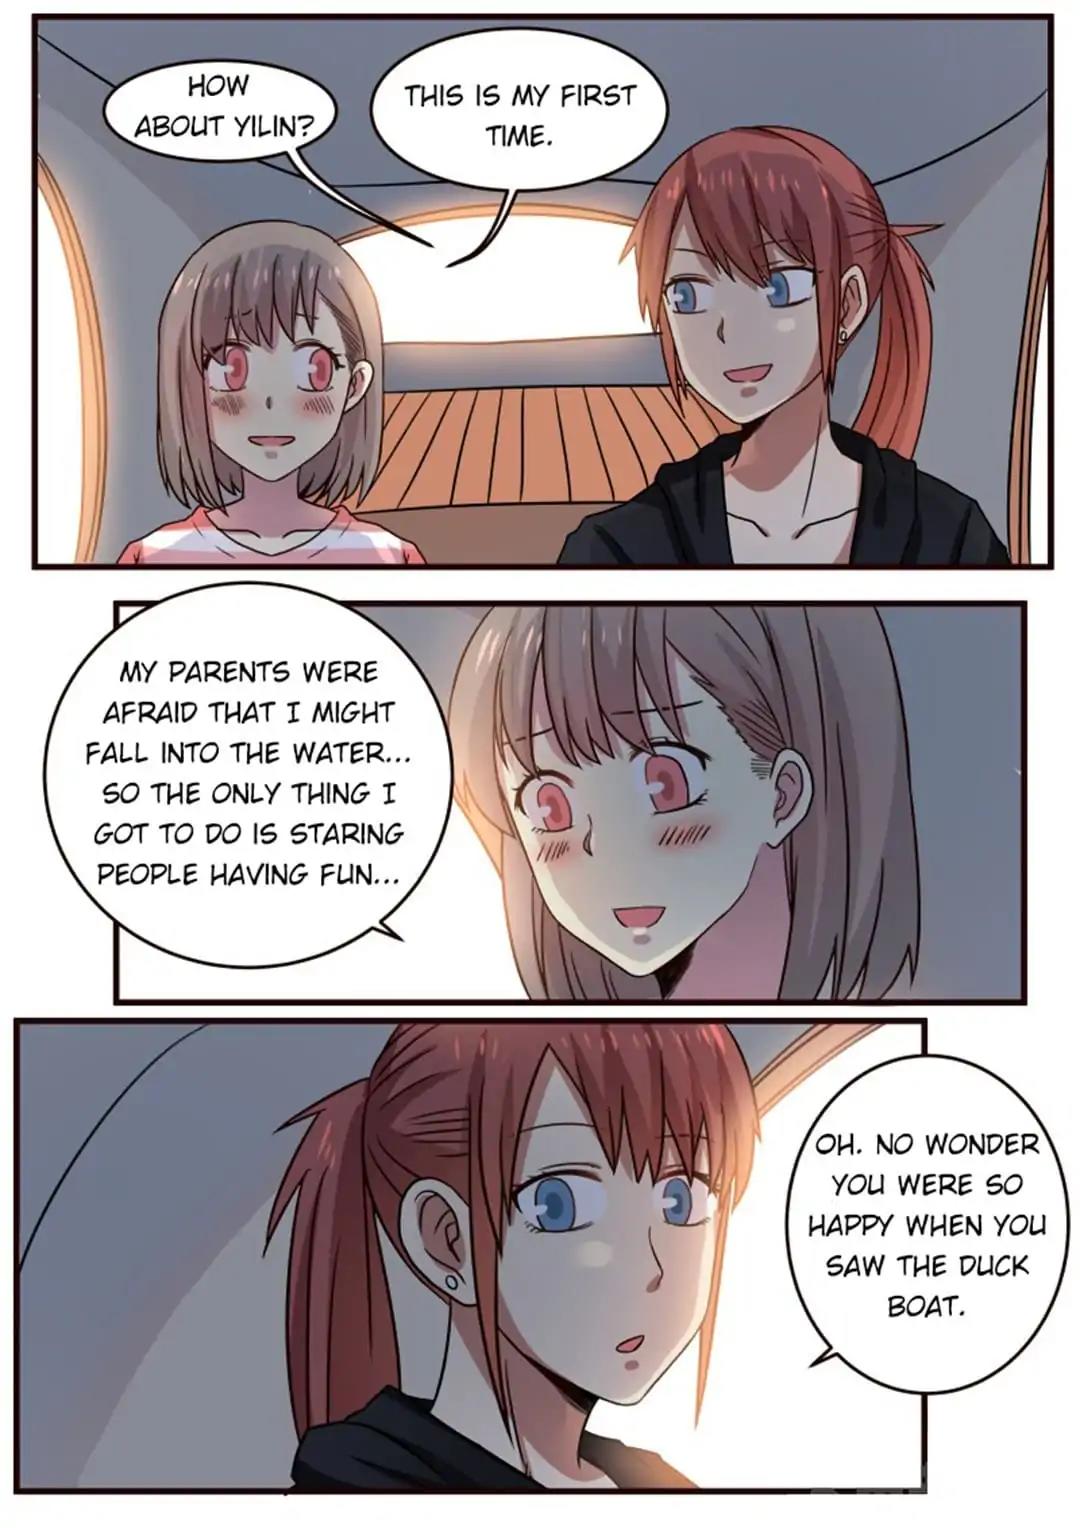 HOW
ABOUT YILIN?
THIS IS MY FIRST
TIME.
MY PARENTS WERE
AFRAID THAT I MIGHT
FALL INTO THE WATER...
SO THE ONLY THING I
GOT TO DO IS STARING
PEOPLE HAVING FUN...
OH. NO WONDER
YOU WERE SO
HAPPY WHEN YOU
SAW THE DUCK
BOAT.